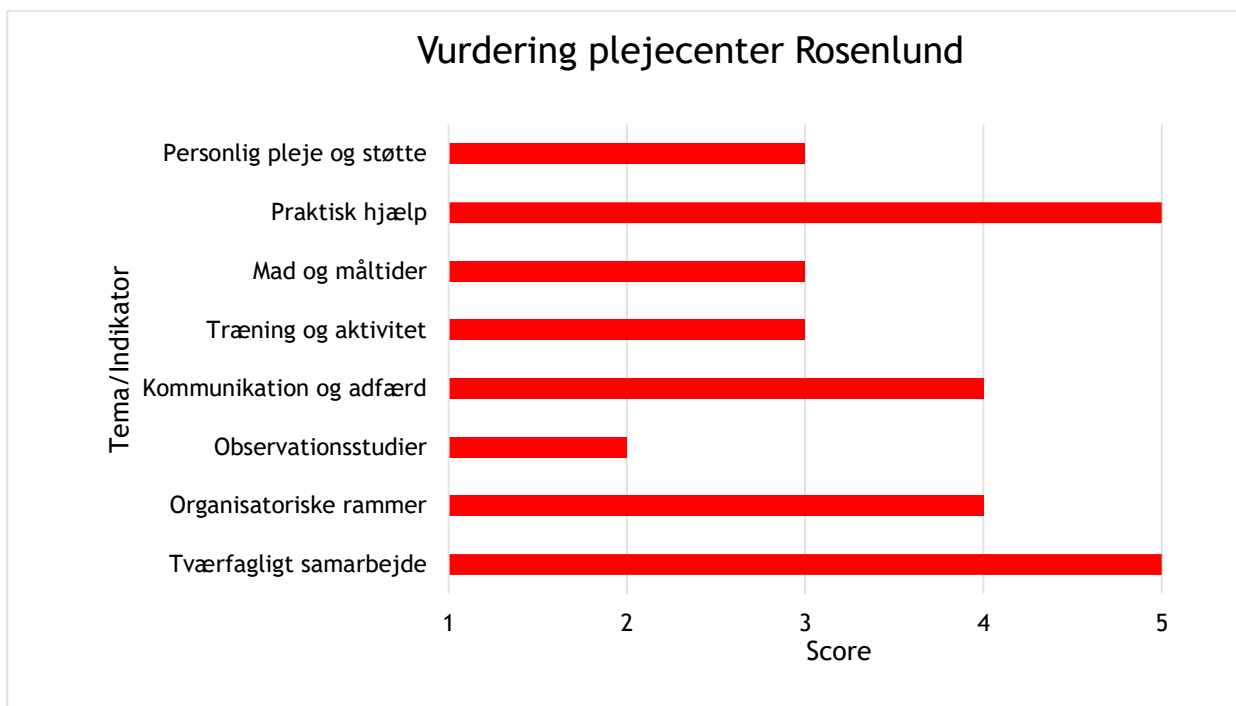 Vurdering plejecenter Rosenlund
Tema/Indikator
Personlig pleje og støtte
Praktisk hjælp
Mad og måltider
Træning og aktivitet
Kommunikation og adfærd
Observationsstudier
Organisatoriske rammer
Tværfagligt samarbejde
1 2 3 4 5
Score